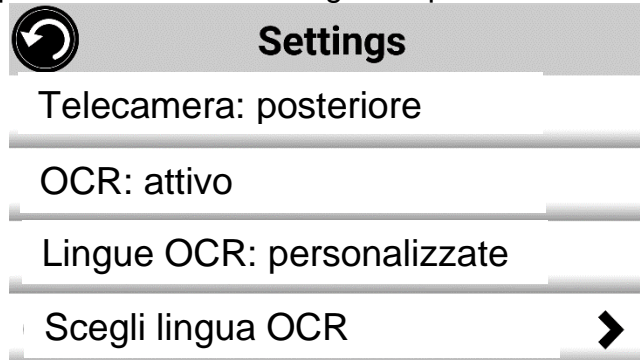 Settings
Telecamera: posteriore
OCR: attivo
Lingue OCR: personalizzate
Scegli lingua OCR